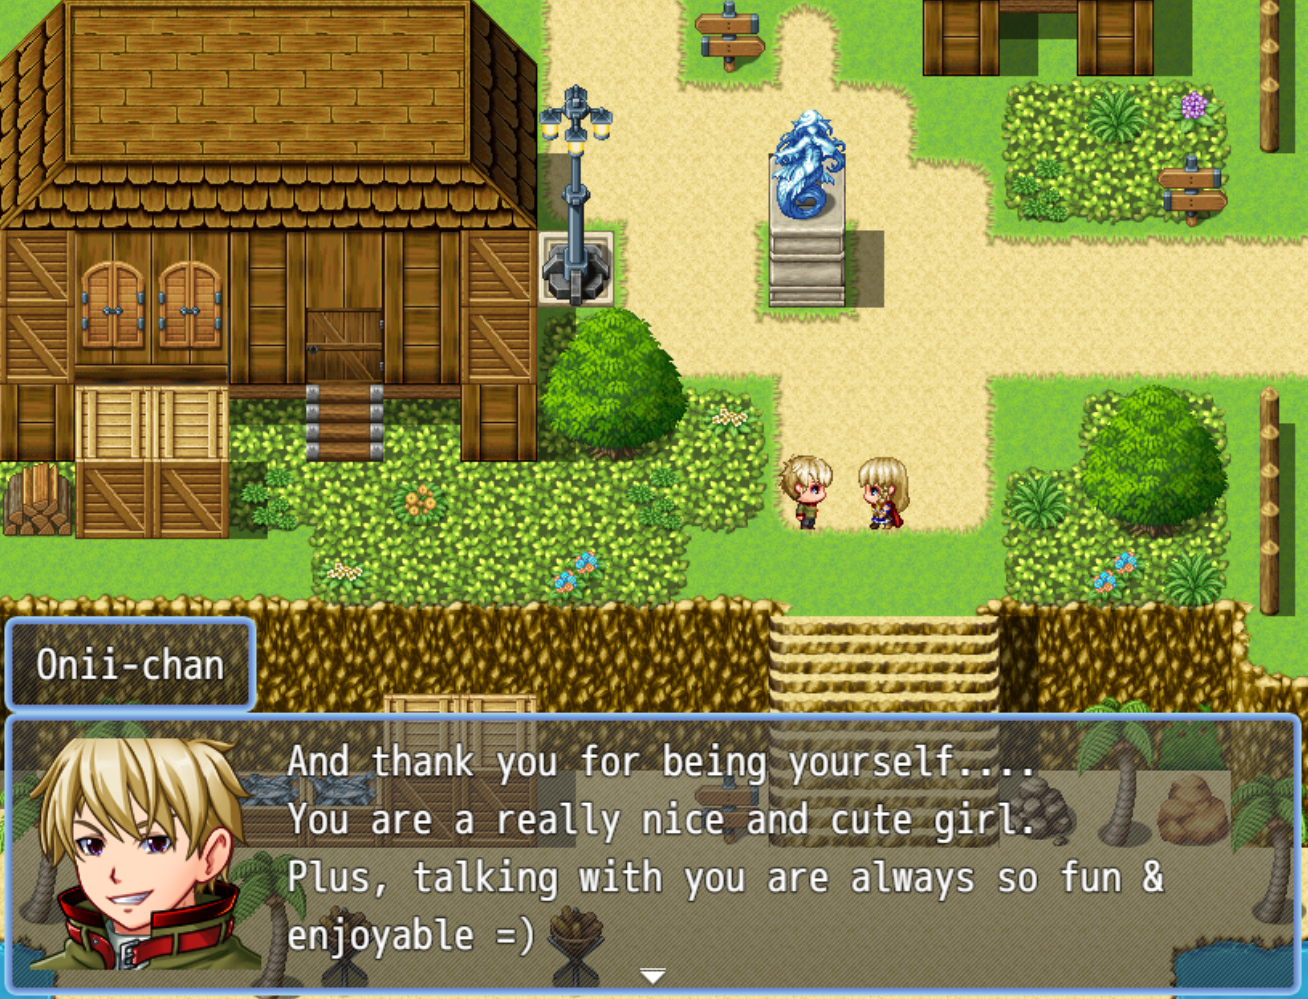 Onii-chan
And thank you for being yourself....
You are a really nice and cute girl.
Plus, talking with you are always so fun &
enjoyable =)